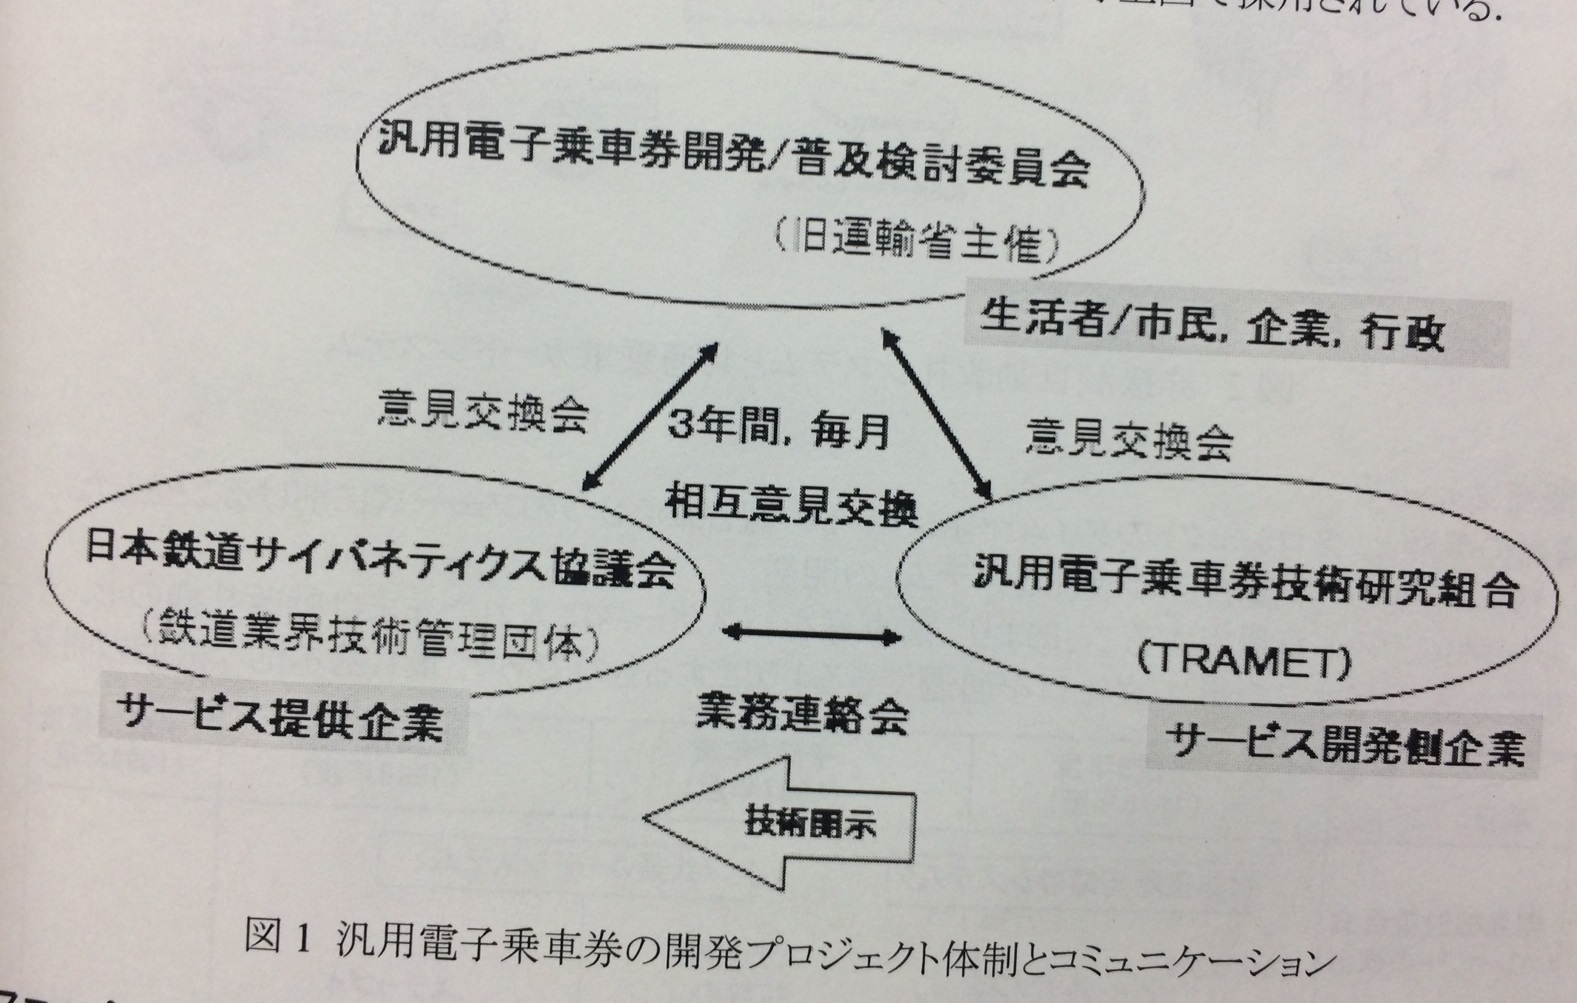 で採用されている.
汎用電子乗車券開発/普及検討委員会
(旧運輸省主催)
生活者/市民, 企業, 行政
意見交換会
3年間, 毎月
相互意見交換
意見交換会
日本鉄道サイバネティクス協議会
(鉄道業界技術管理団体)
サービス提供企業
汎用電子乗車券技術研究組合
(TRAMET)
サービス開発側企業
業務連絡会
技術開示
図1 汎用電子乗車券の開発プロジェクト体制とコミュニケーション